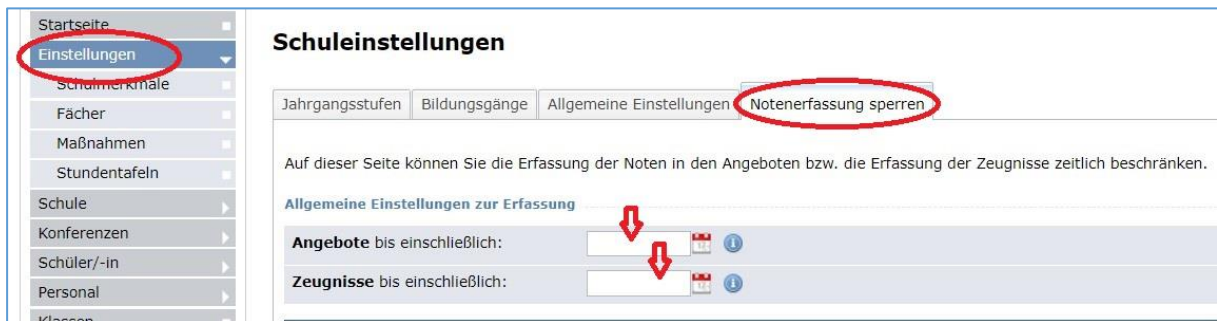 Startseite
Einstellungen
Schulmerkmale
Fächer
Maßnahmen
Stundentafeln
Schule
Konferenzen
Schüler/-in
Personal
Klassen
Schuleinstellungen
Jahrgangsstufen Bildungsgänge Allgemeine Einstellungen Notenerfassung sperren
Auf dieser Seite können Sie die Erfassung der Noten in den Angeboten bzw. die Erfassung der Zeugnisse zeitlich beschränken.
Allgemeine Einstellungen zur Erfassung
Angebote bis einschließlich:
Zeugnisse bis einschließlich: